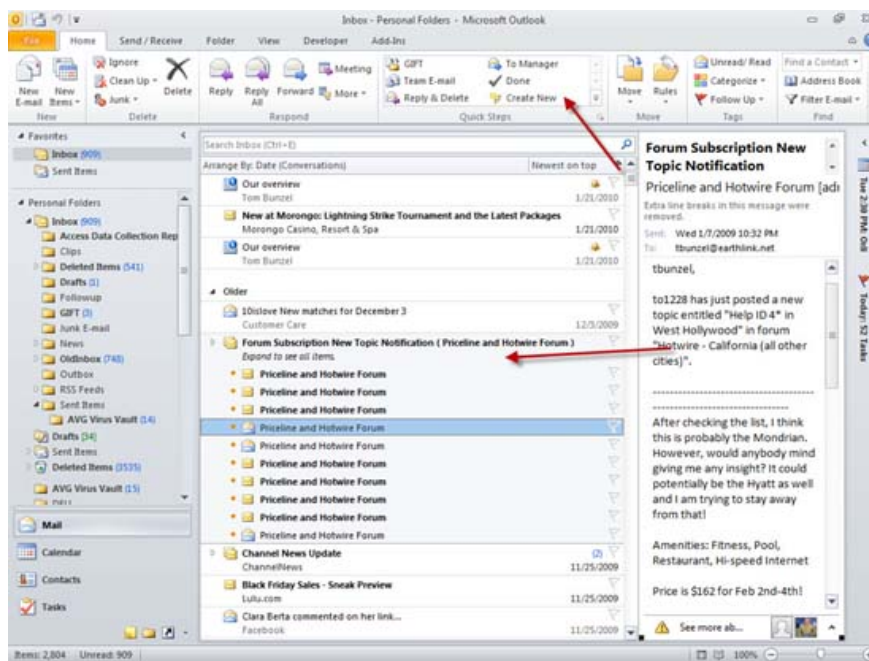 Inbox - Personal Folders - Microsoft Outlook
File Home Send / Receive Folder View Developer Add-Ins
New E-mail
New Items
New
Ignore
Clean Up
Junk
Delete
Delete
Reply
Reply All
Forward
Meeting
More
Respond
GIFT
Team E-mail
Reply & Delete
To Manager
Done
Create New
Quick Steps
Move
Rules
Move
Unread/ Read
Categorize
Follow Up
Tags
Find a Contact
Address Book
Filter E-mail
Find
Favorites
Inbox (909)
Sent Items
Personal Folders
Inbox (909)
Access Data Collection Rep
Clips
Deleted Items (541)
Drafts (1)
Followup
GIFT (3)
Junk E-mail
News
OldInbox (748)
Outbox
RSS Feeds
Sent Items
AVG Virus Vault (14)
Drafts [34]
Sent Items
Deleted Items (3535)
AVG Virus Vault (15)
Mail
Calendar
Contacts
Tasks
Search Inbox (Ctrl+E)
Arrange By: Date (Conversations) Newest on top
Our overview
Tom Bunzel 1/21/2010
New at Morongo: Lightning Strike Tournament and the Latest Packages
Morongo Casino, Resort & Spa 1/21/2010
Our overview
Tom Bunzel 1/21/2010
Older
10islove New matches for December 3
Customer Care 12/3/2009
Forum Subscription New Topic Notification ( Priceline and Hotwire Forum )
Expand to see all items.
Priceline and Hotwire Forum
Priceline and Hotwire Forum
Priceline and Hotwire Forum
Priceline and Hotwire Forum
Priceline and Hotwire Forum
Priceline and Hotwire Forum
Priceline and Hotwire Forum
Priceline and Hotwire Forum
Priceline and Hotwire Forum
Priceline and Hotwire Forum
Channel News Update (2)
ChannelNews 11/25/2009
Black Friday Sales - Sneak Preview
Lulu.com 11/25/2009
Clara Berta commented on her link...
Facebook 11/25/2009
Forum Subscription New
Topic Notification
Priceline and Hotwire Forum [adi
Extra line breaks in this message were
removed.
Sent: Wed 1/7/2009 10:32 PM
To: tbunzel@earthlink.net
tbunzel,
to1228 has just posted a new
topic entitled "Help ID 4* in
West Hollywood" in forum
"Hotwire - California (all other
cities)".
--------------------------------
---------------------------
After checking the list, I think
this is probably the Mondrian.
However, would anybody mind
giving me any insight? It could
potentially be the Hyatt as well
and I am trying to stay away
from that!
Amenities: Fitness, Pool,
Restaurant, Hi-speed Internet
Price is $162 for Feb 2nd-4th!
See more ab...
Tue 2:30 PM: Onli
Today: 52 Tasks
Items: 2,804 Unread: 909
100%